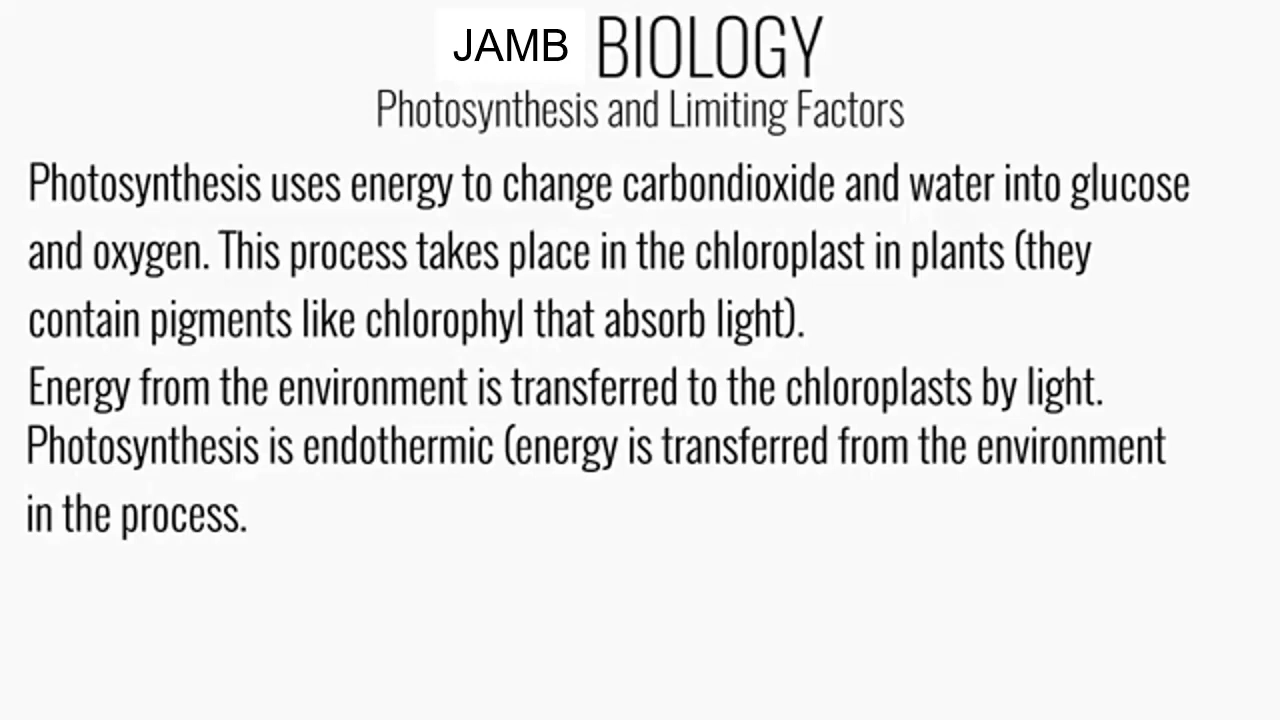 JAMB BIOLOGY
Photosynthesis and Limiting Factors
Photosynthesis uses energy to change carbondioxide and water into glucose
and oxygen. This process takes place in the chloroplast in plants (they
contain pigments like chlorophyl that absorb light).
Energy from the environment is transferred to the chloroplasts by light.
Photosynthesis is endothermic (energy is transferred from the environment
in the process.